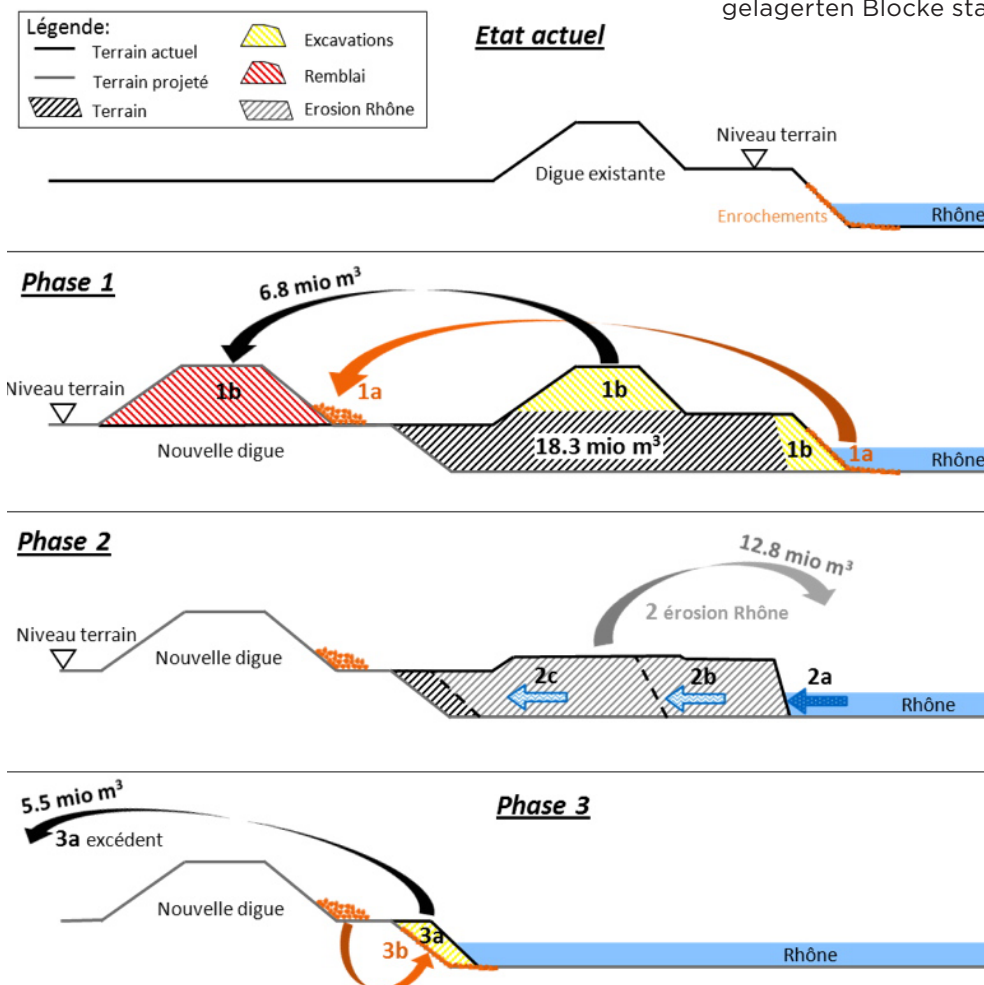 gelagerten Blöcke sta
Légende:
Terrain actuel
Terrain projeté
Terrain
Excavations
Remblai
Erosion Rhône
Etat actuel
Niveau terrain
Digue existante
Enrochements
Rhône
Phase 1
6.8 mio m³
Niveau terrain
1b
1a
1b
Nouvelle digue
18.3 mio m³
1b
1a
Rhône
Phase 2
12.8 mio m³
2 érosion Rhône
Niveau terrain
Nouvelle digue
2c
2b
2a
Rhône
5.5 mio m³
Phase 3
3a excédent
Nouvelle digue
3a
3b
Rhône